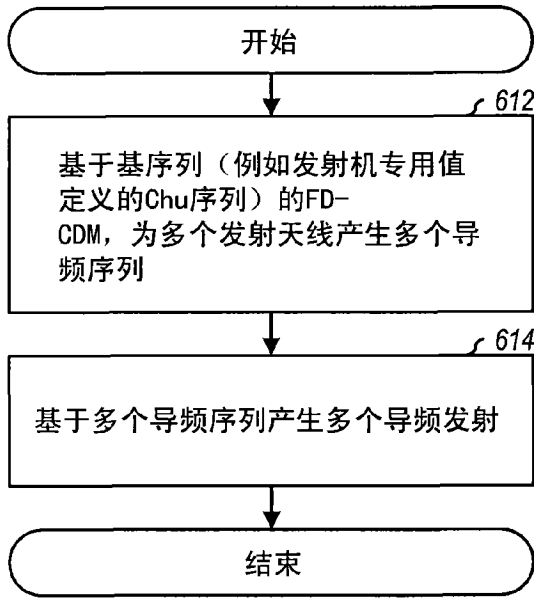 开始
612
基于基序列（例如发射机专用值
定义的Chu序列）的FD-
CDM，为多个发射天线产生多个导
频序列
614
基于多个导频序列产生多个导频发射
结束